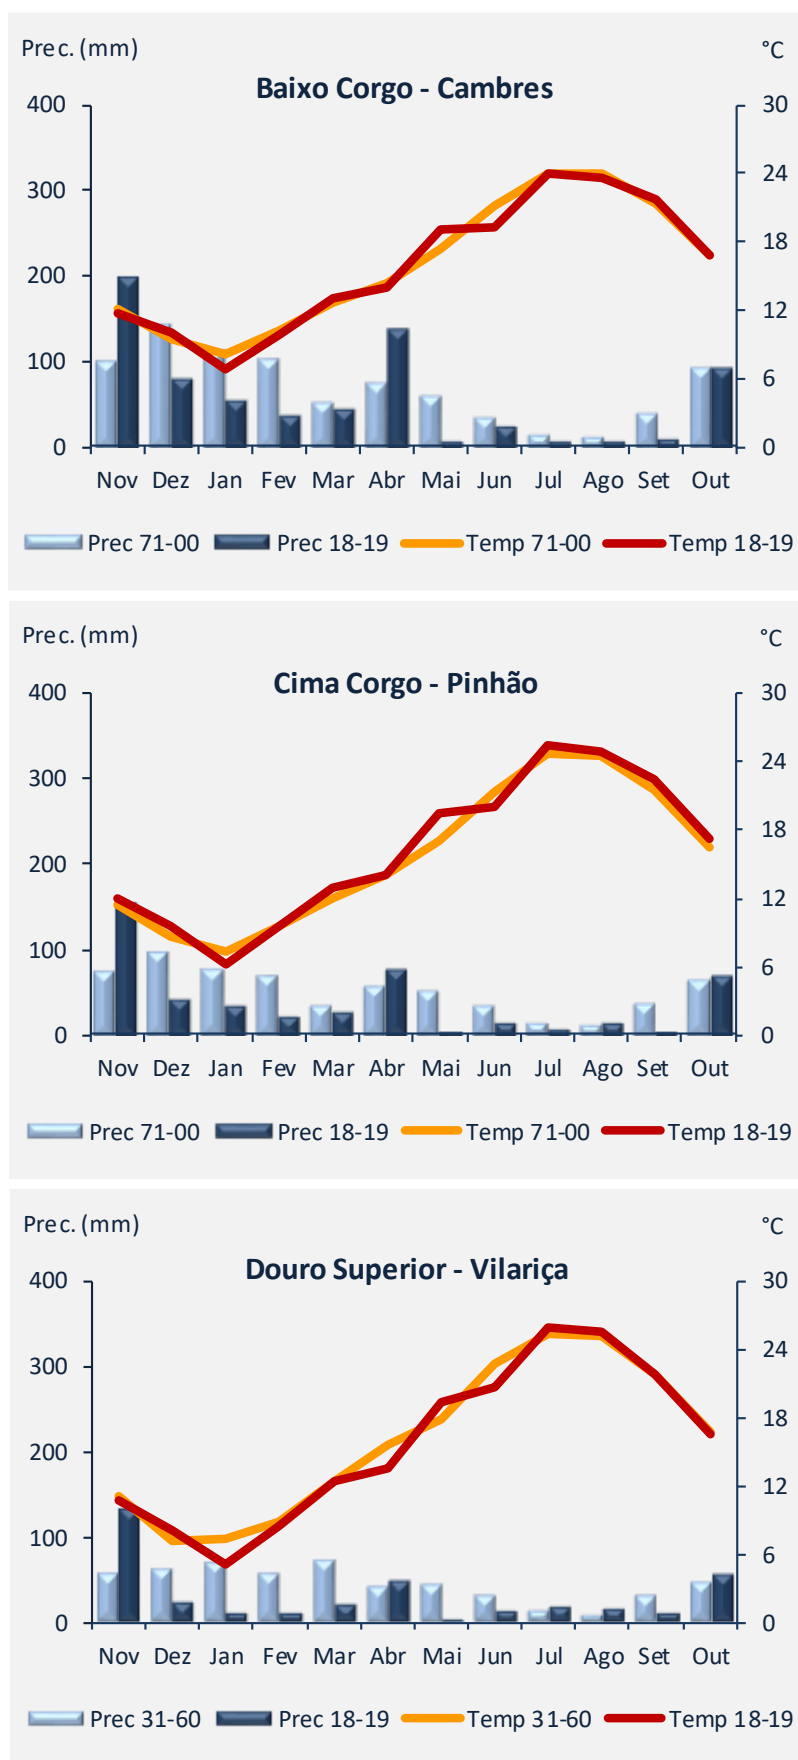 Prec. (mm) °C
Baixo Corgo - Cambres
400 30
300 24
18
200
12
100
6
0 0
Nov Dez Jan Fev Mar Abr Mai Jun Jul Ago Set Out
Prec 71-00 Prec 18-19 Temp 71-00 Temp 18-19
Prec. (mm) °C
Cima Corgo - Pinhão
400 30
300 24
18
200
12
100
6
0 0
Nov Dez Jan Fev Mar Abr Mai Jun Jul Ago Set Out
Prec 71-00 Prec 18-19 Temp 71-00 Temp 18-19
Prec. (mm) °C
Douro Superior - Vilariça
400 30
300 24
18
200
12
100
6
0 0
Nov Dez Jan Fev Mar Abr Mai Jun Jul Ago Set Out
Prec 31-60 Prec 18-19 Temp 31-60 Temp 18-19